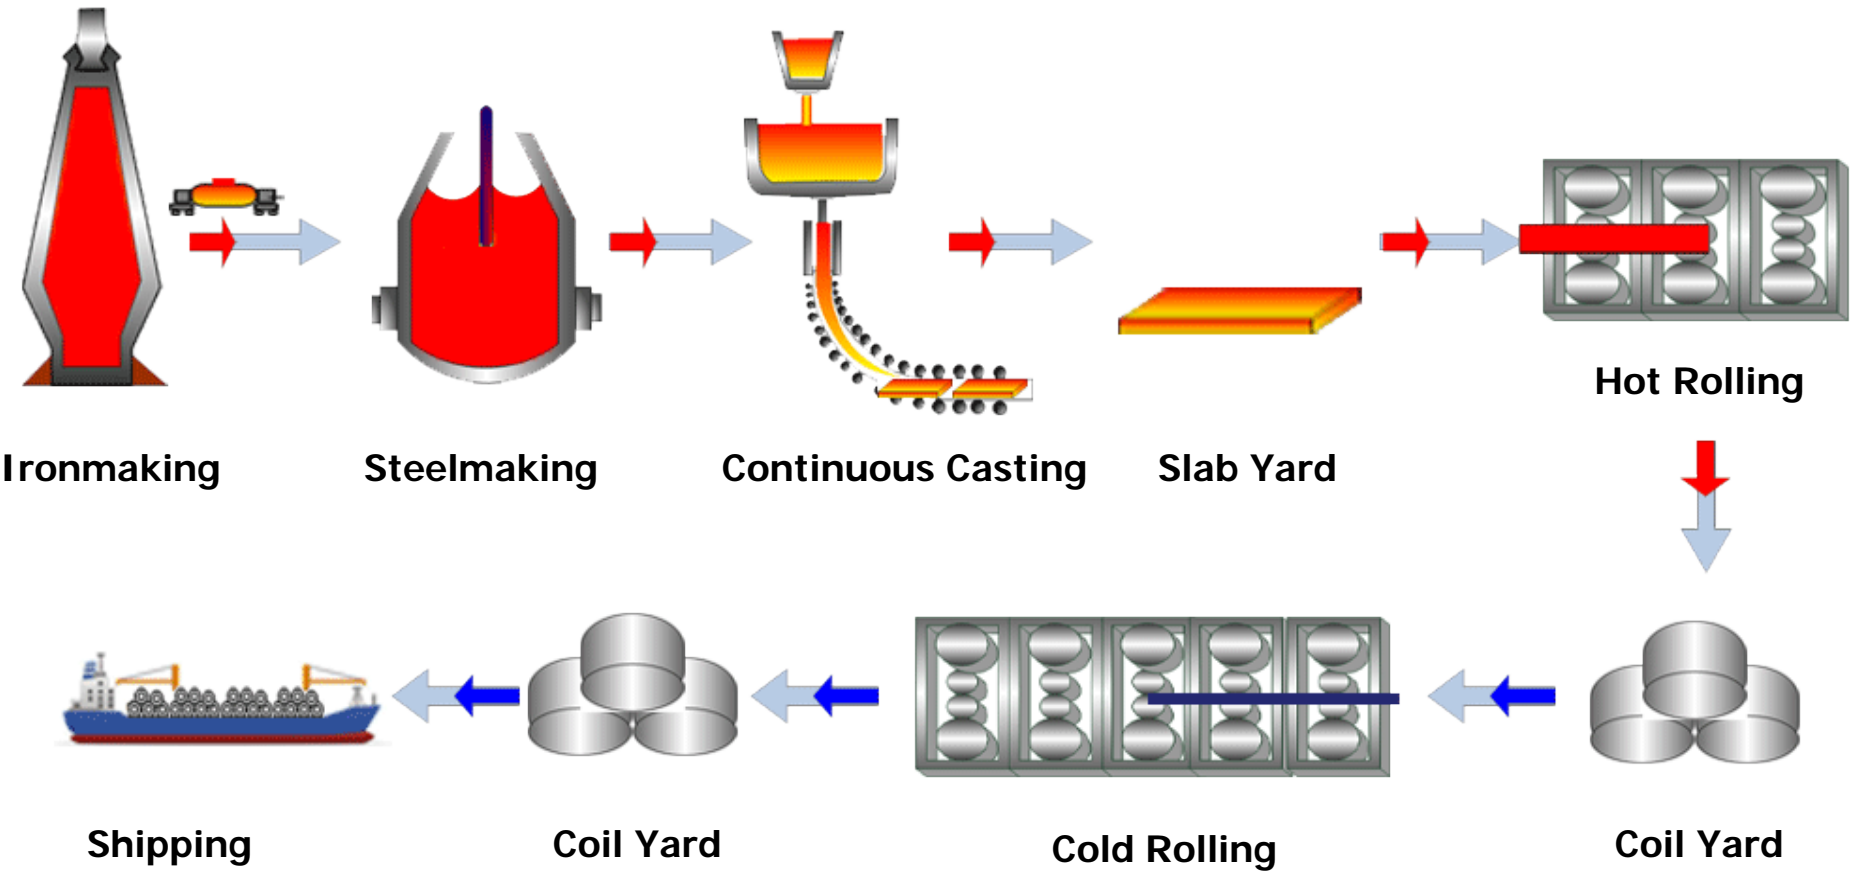 Ironmaking
Steelmaking
Continuous Casting
Slab Yard
Hot Rolling
Coil Yard
Cold Rolling
Coil Yard
Shipping